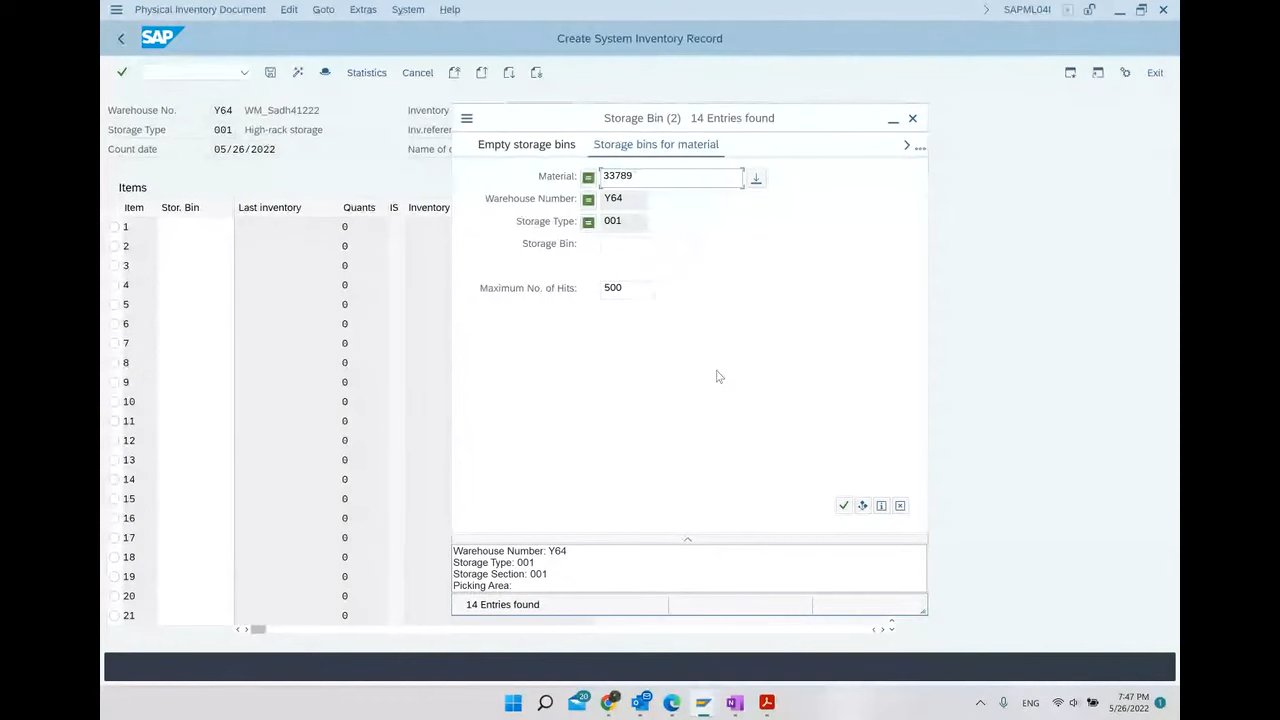 Physical Inventory Document Edit Goto Extras System Help SAPML04I
SAP Create System Inventory Record
Statistics Cancel Exit
Warehouse No. Y64 WM_Sadh41222 Inventory
Storage Type 001 High-rack storage Inv.referen
Count date 05/26/2022 Name of c
Items
Item Stor. Bin Last inventory Quants IS Inventory
1 0
2 0
3 0
4 0
5 0
6 0
7 0
8 0
9 0
10 0
11 0
12 0
13 0
14 0
15 0
16 0
17 0
18 0
19 0
20 0
21 0
Storage Bin (2) 14 Entries found
Empty storage bins Storage bins for material
Material: 33789
Warehouse Number: Y64
Storage Type: 001
Storage Bin:
Maximum No. of Hits: 500
Warehouse Number: Y64
Storage Type: 001
Storage Section: 001
Picking Area:
14 Entries found
20 ENG 7:47 PM
5/26/2022 1